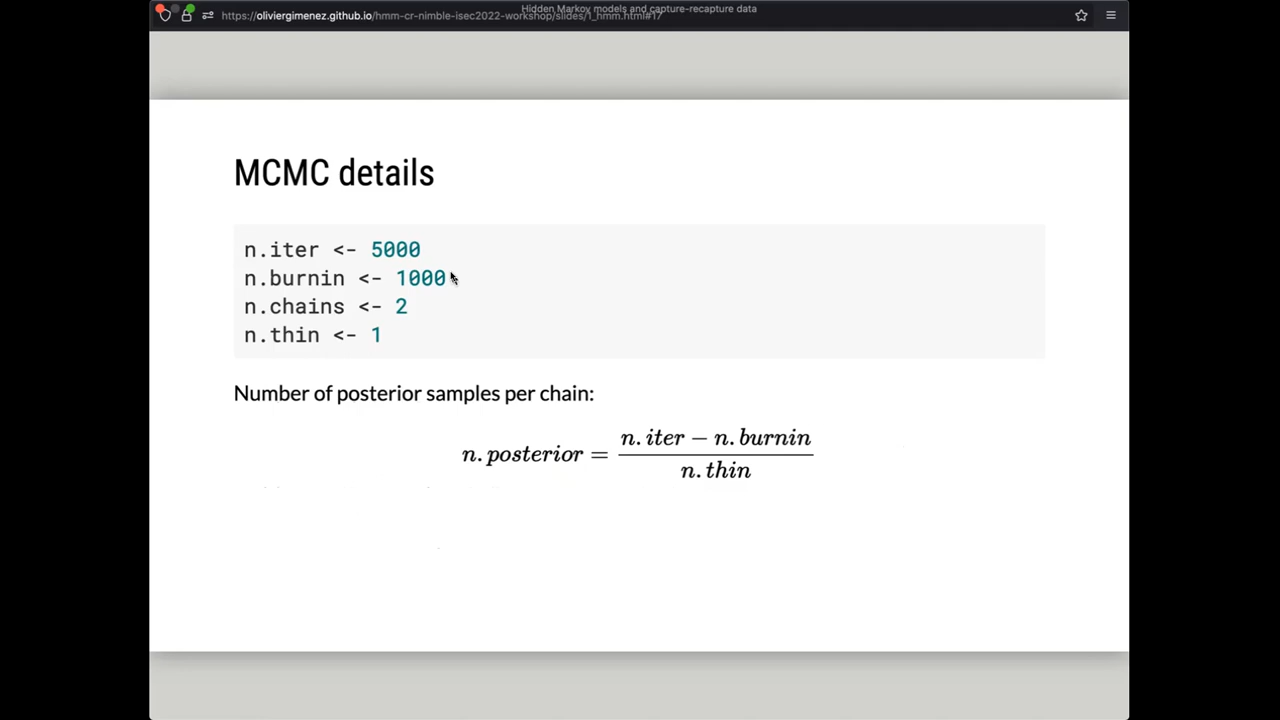 Hidden Markov models and capture-recapture data
https://oliviergimenez.github.io/hmm-cr-nimble-isec2022-workshop/slides/1_hmm.html#17
MCMC details
n.iter <- 5000
n.burnin <- 1000
n.chains <- 2
n.thin <- 1
Number of posterior samples per chain:
n.posterior = (n.iter − n.burnin) / n.thin